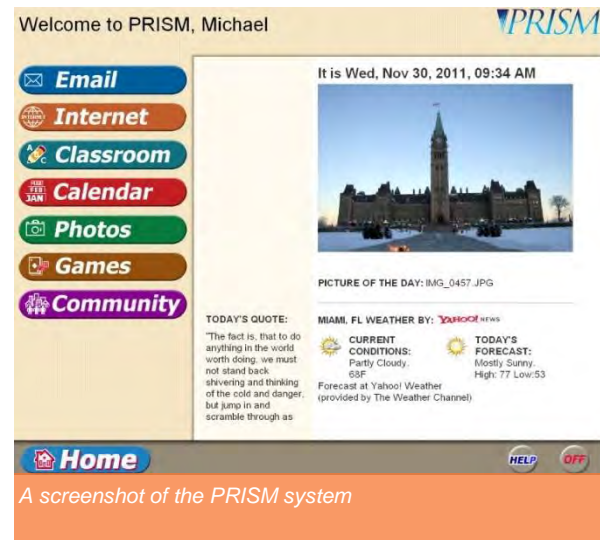 Welcome to PRISM, Michael
PRISM
It is Wed, Nov 30, 2011, 09:34 AM
Email
Internet
Classroom
Calendar
Photos
Games
Community
PICTURE OF THE DAY: IMG_0457.JPG
TODAY'S QUOTE:
"The fact is, that to do
anything in the world
worth doing, we must
not stand back
shivering and thinking
of the cold and danger,
but jump in and
scramble through as
MIAMI, FL WEATHER BY: YAHOO! NEWS
CURRENT
CONDITIONS:
Partly Cloudy,
68F
TODAY'S
FORECAST:
Mostly Sunny.
High: 77 Low:53
Forecast at Yahoo! Weather
(provided by The Weather Channel)
Home
HELP
OFF
A screenshot of the PRISM system